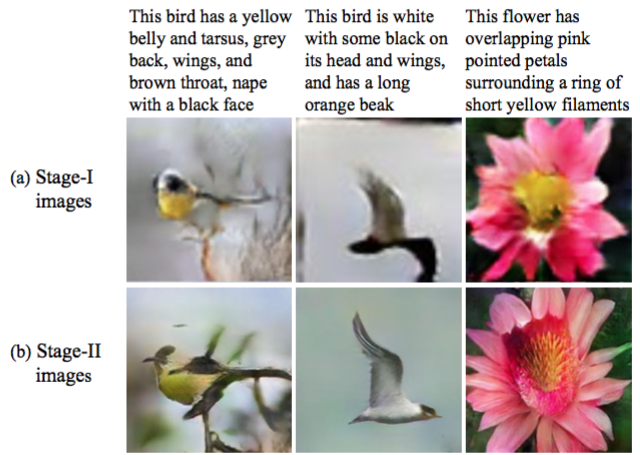 This bird has a yellow
belly and tarsus, grey
back, wings, and
brown throat, nape
with a black face
This bird is white
with some black on
its head and wings,
and has a long
orange beak
This flower has
overlapping pink
pointed petals
surrounding a ring of
short yellow filaments
(a) Stage-I
images
(b) Stage-II
images